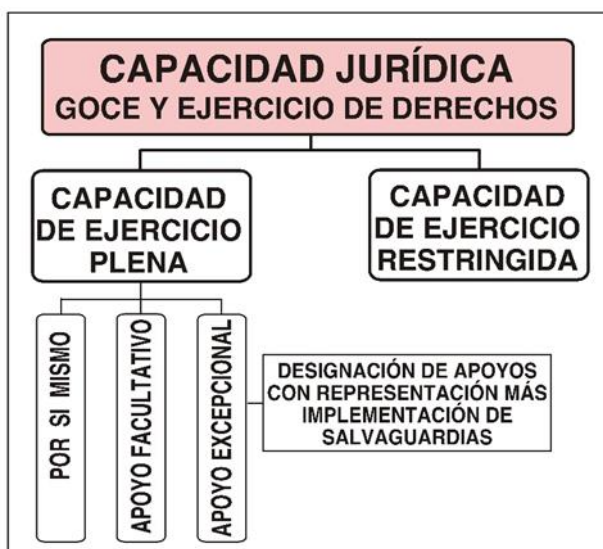 CAPACIDAD JURÍDICA
GOCE Y EJERCICIO DE DERECHOS
CAPACIDAD
DE EJERCICIO
PLENA
CAPACIDAD
DE EJERCICIO
RESTRINGIDA
POR SI MISMO
APOYO FACULTATIVO
APOYO EXCEPCIONAL
DESIGNACIÓN DE APOYOS
CON REPRESENTACIÓN MÁS
IMPLEMENTACIÓN DE
SALVAGUARDIAS